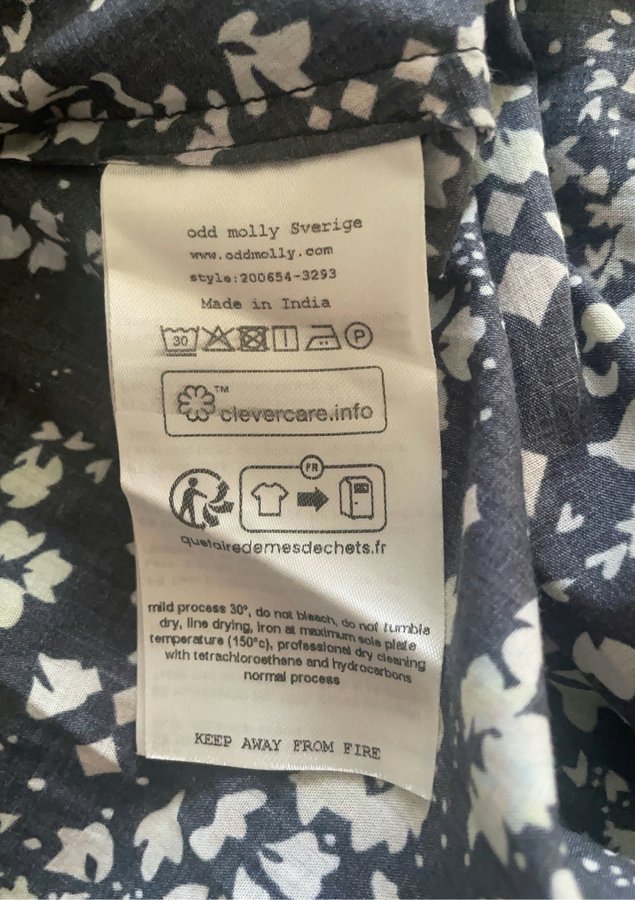 odd molly Sverige
www.oddmolly.com
style:200654-3293
Made in India
30 P
TM
clevercare.info
FR
quefairedemesdechets.fr
mild process 30°, do not bleach, do not tumble
dry, line drying, iron at maximum sole plate
temperature (150°c), professional dry cleaning
with tetrachloroethene and hydrocarbons
normal process
KEEP AWAY FROM FIRE